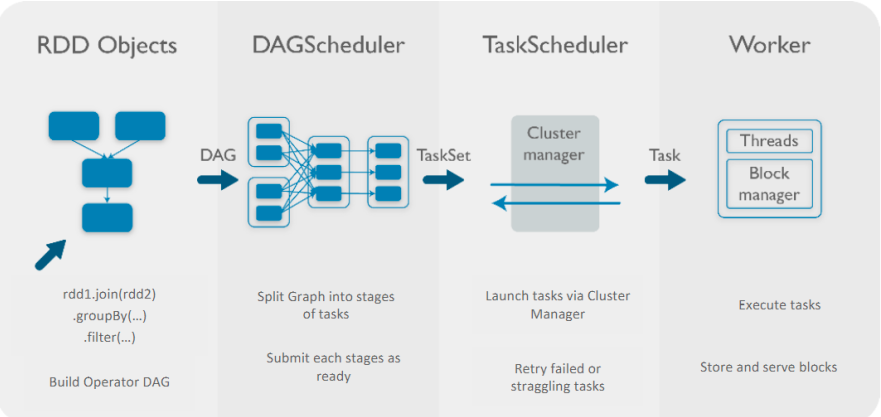 RDD Objects
DAGScheduler
TaskScheduler
Worker
DAG
TaskSet
Cluster
manager
Task
Threads
Block
manager
rdd1.join(rdd2)
.groupBy(…)
.filter(…)
Build Operator DAG
Split Graph into stages
of tasks
Submit each stages as
ready
Launch tasks via Cluster
Manager
Retry failed or
straggling tasks
Execute tasks
Store and serve blocks